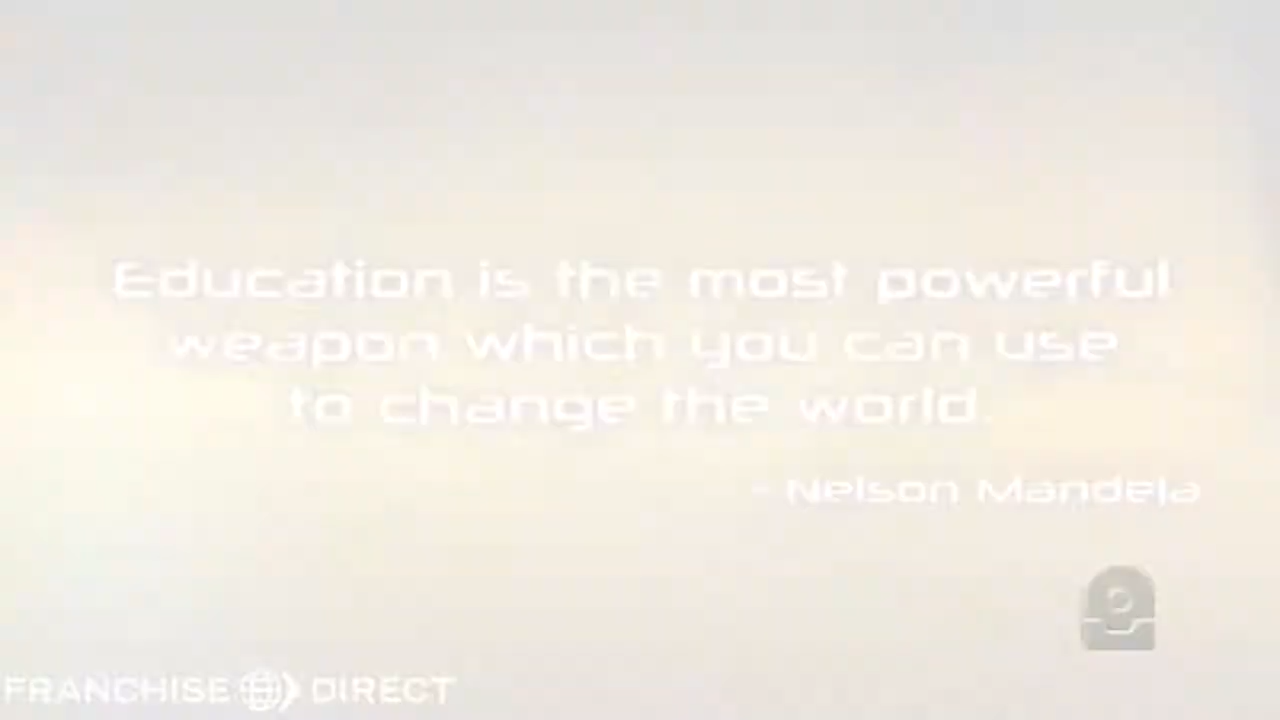 Education is the most powerful
weapon which you can use
to change the world.
- Nelson Mandela
FRANCHISE DIRECT